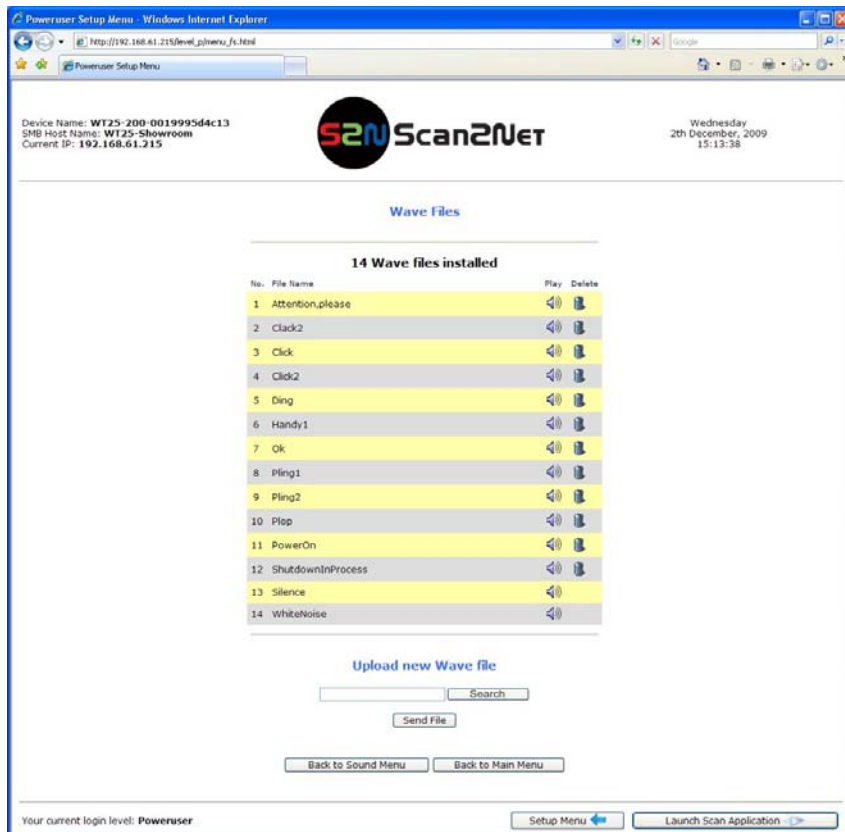 Poweruser Setup Menu - Windows Internet Explorer
http://192.168.61.215/level_p/menu_fs.html
Google
Poweruser Setup Menu
Device Name: WT25-200-0019995d4c13
SMB Host Name: WT25-Showroom
Current IP: 192.168.61.215
S2N Scan2Net
Wednesday
2th December, 2009
15:13:38
Wave Files
14 Wave files installed
No. File Name Play Delete
1 Attention,please
2 Clack2
3 Click
4 Click2
5 Ding
6 Handy1
7 Ok
8 Pling1
9 Pling2
10 Plop
11 PowerOn
12 ShutdownInProcess
13 Silence
14 WhiteNoise
Upload new Wave file
Search
Send File
Back to Sound Menu Back to Main Menu
Your current login level: Poweruser
Setup Menu Launch Scan Application